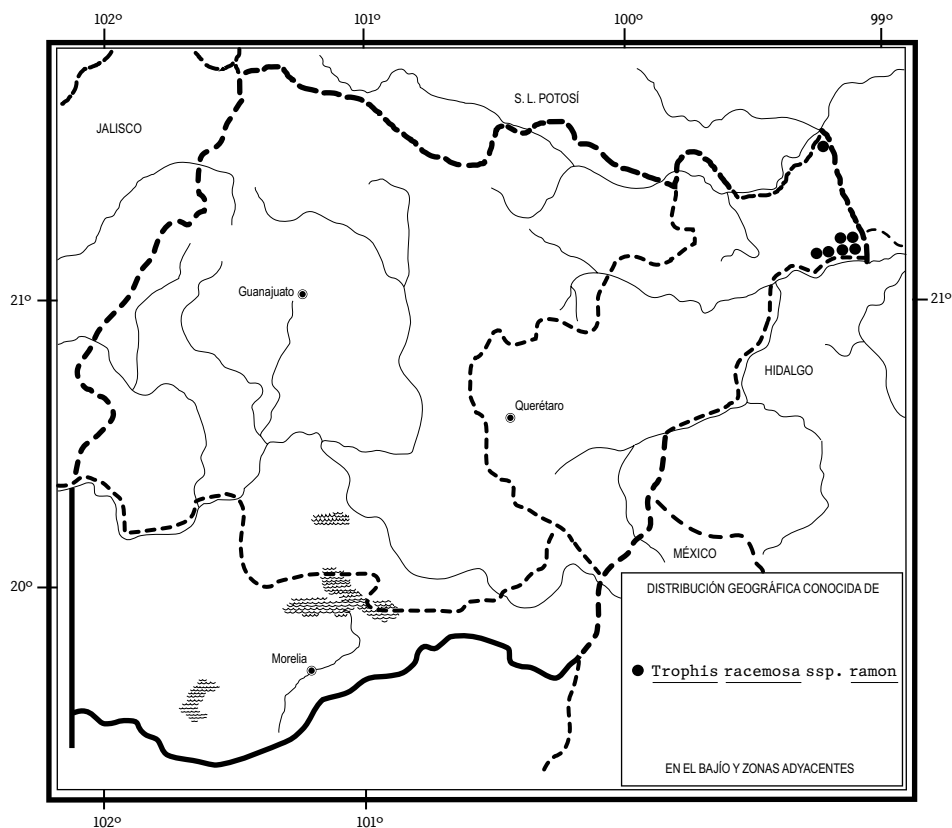 102° 101° 100° 99°
S. L. POTOSÍ
JALISCO
Guanajuato
21° 21°
HIDALGO
Querétaro
MÉXICO
20°
DISTRIBUCIÓN GEOGRÁFICA CONOCIDA DE
Morelia
Trophis racemosa ssp. ramon
EN EL BAJÍO Y ZONAS ADYACENTES
102° 101°